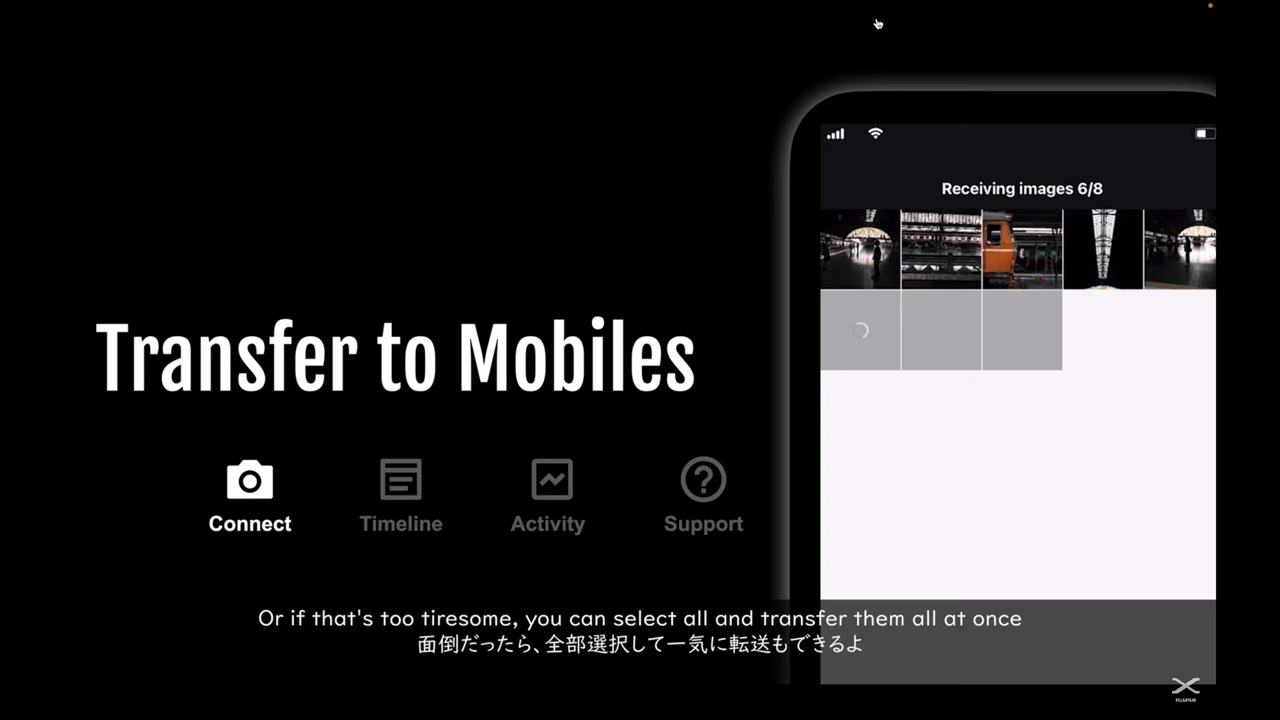 Receiving images 6/8
Transfer to Mobiles
Connect
Timeline
Activity
Support
Or if that's too tiresome, you can select all and transfer them all at once
面倒だったら、全部選択して一気に転送もできるよ
FUJIFILM